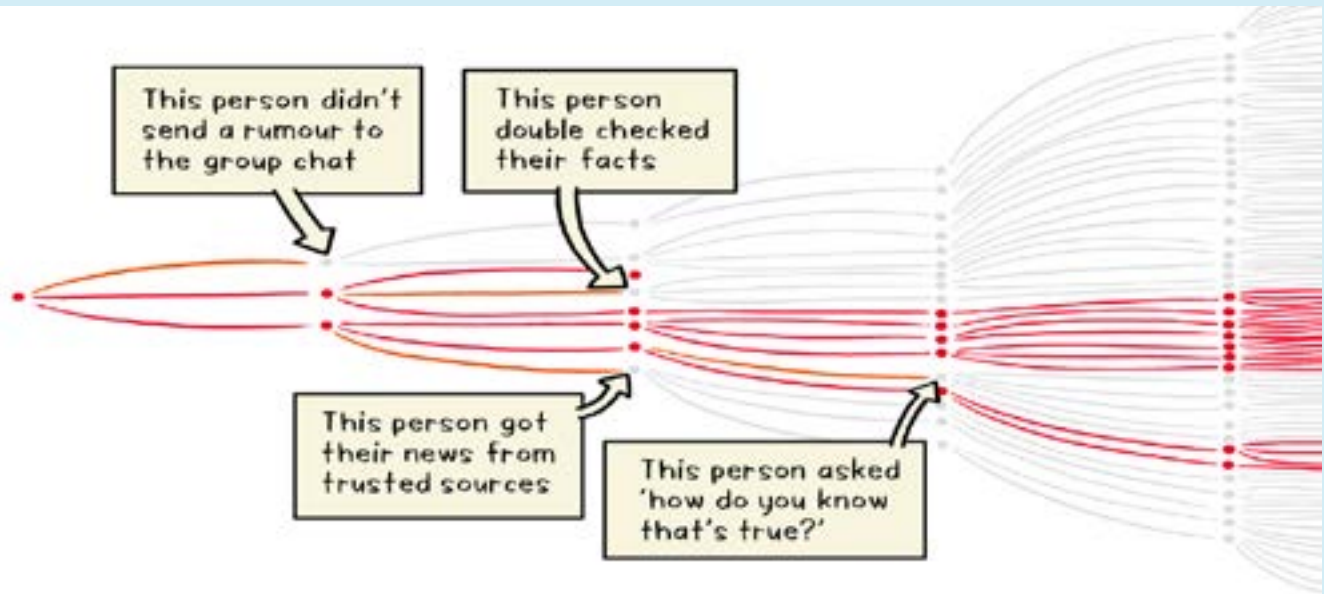 This person didn't
send a rumour to
the group chat
This person
double checked
their facts
This person got
their news from
trusted sources
This person asked
'how do you know
that's true?'